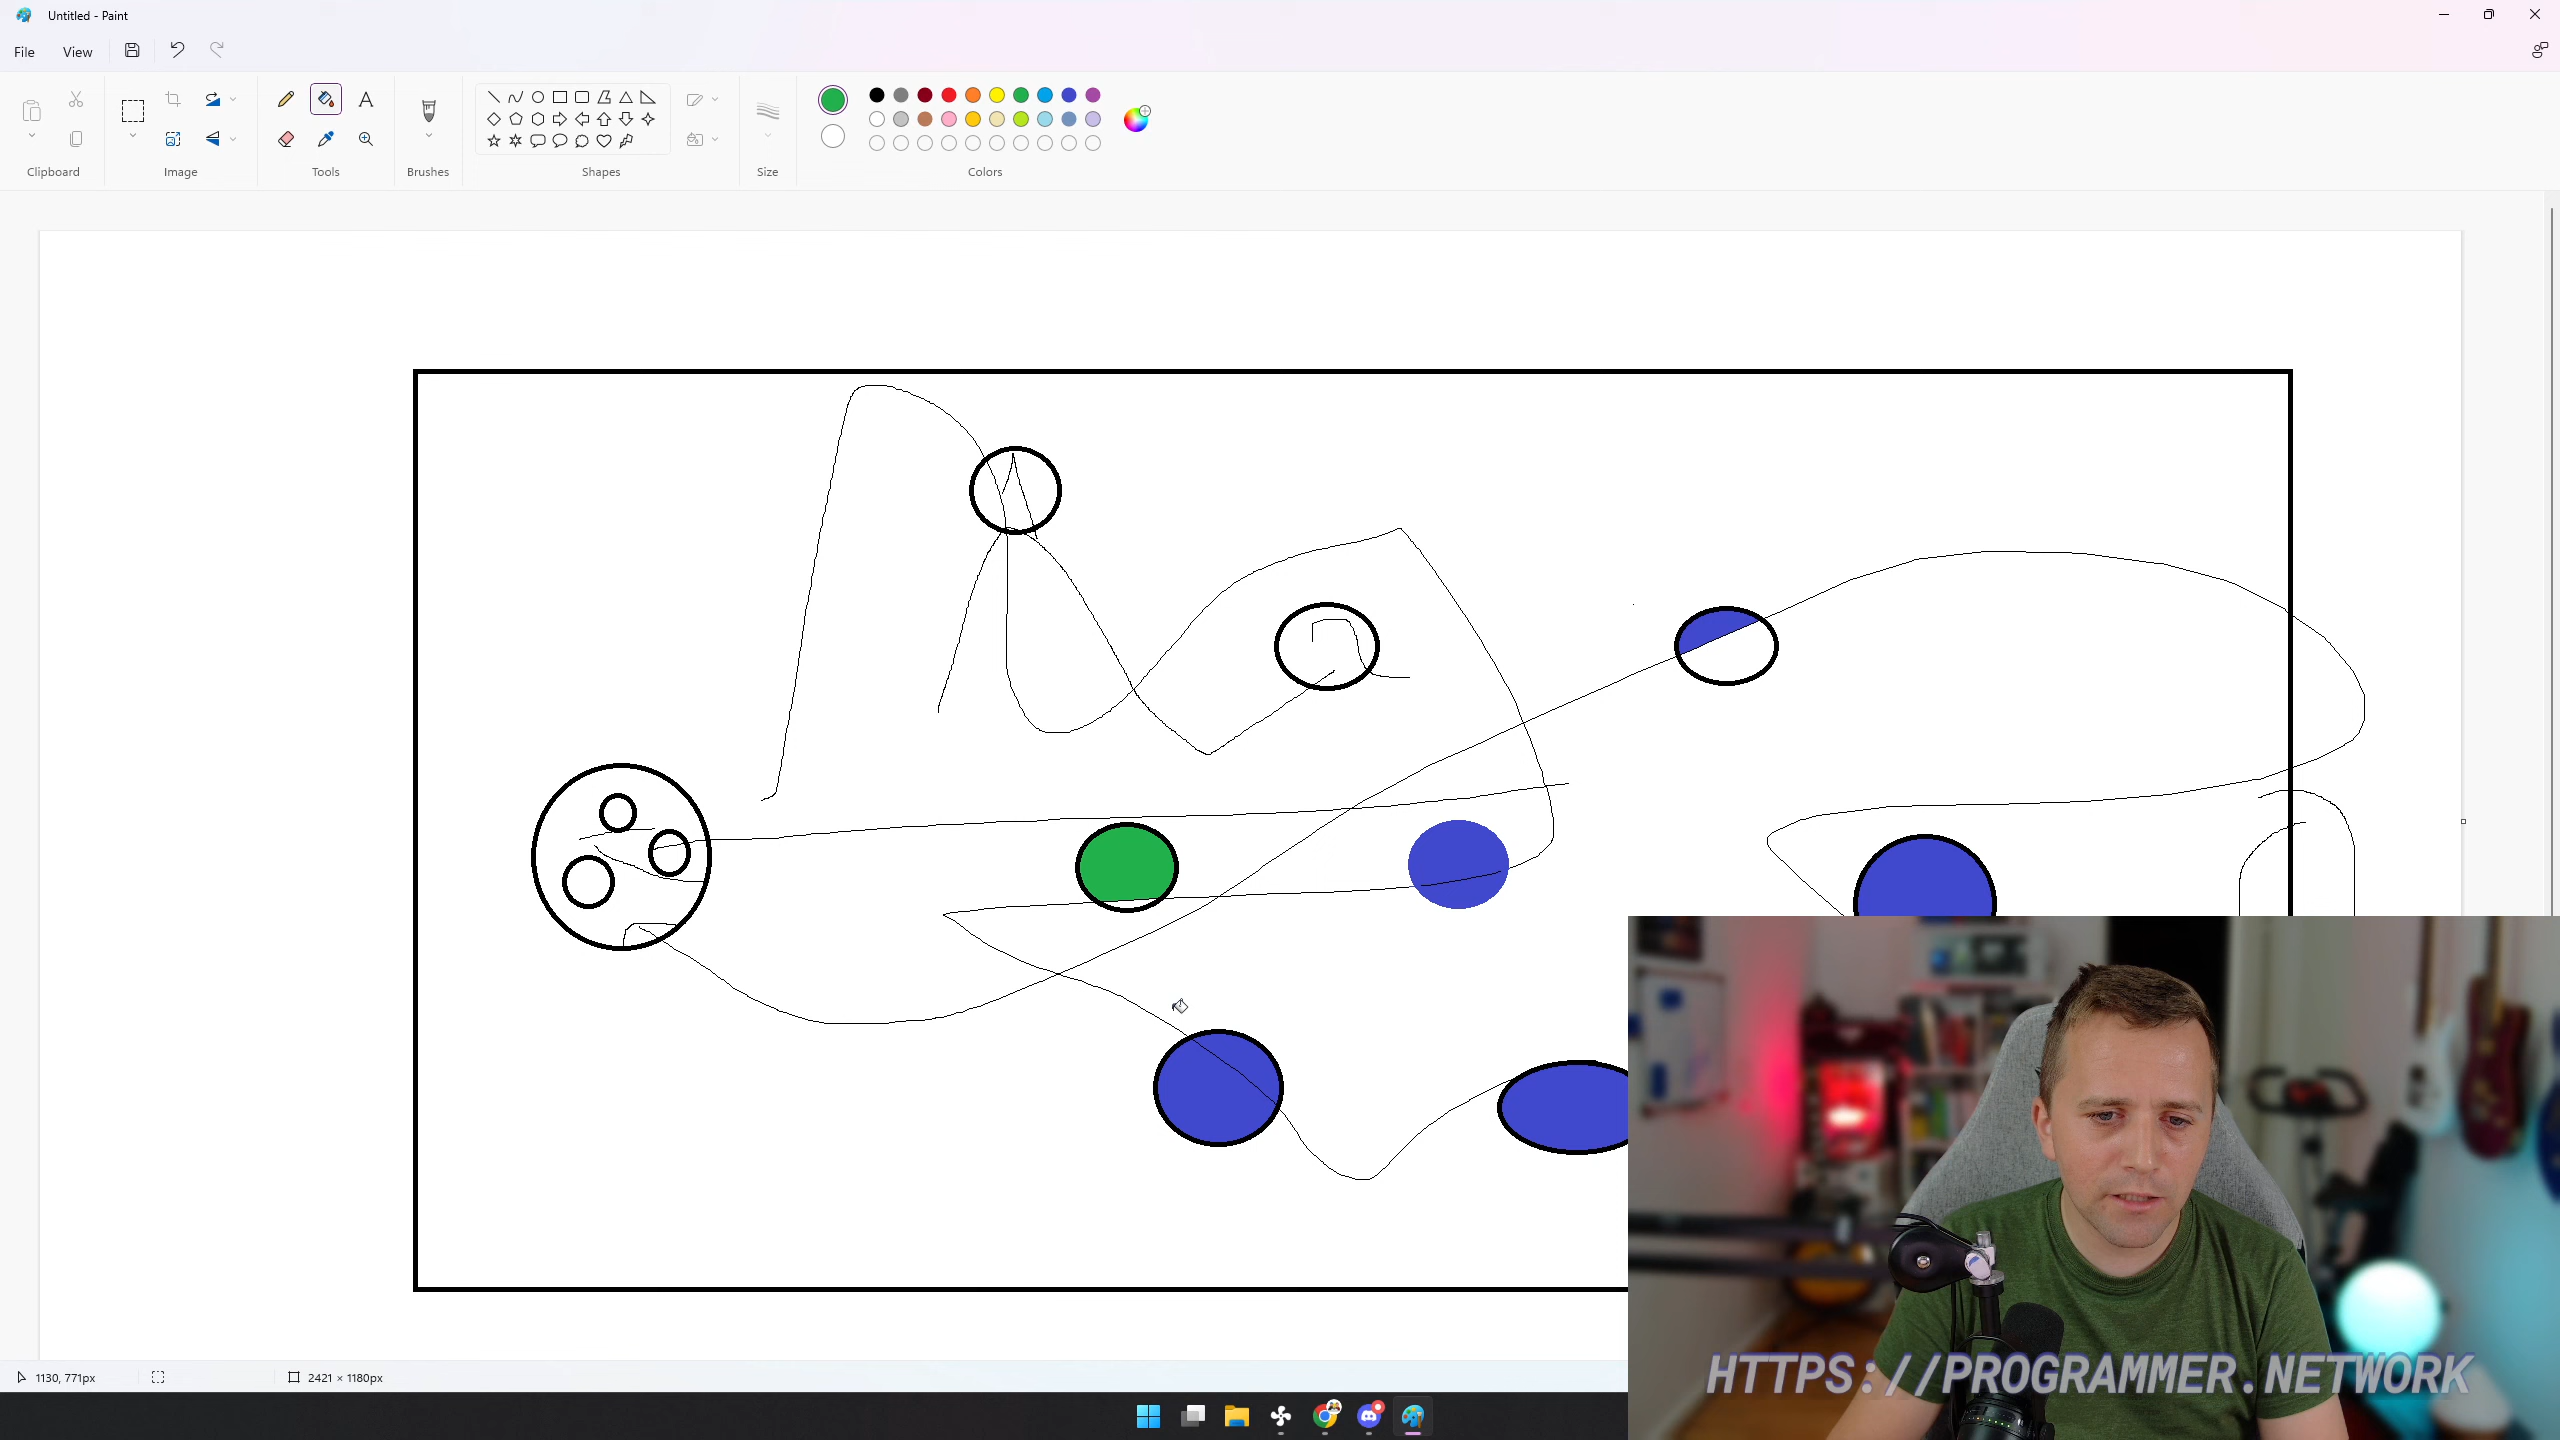 Untitled - Paint
File
View
Clipboard
Image
Tools
Brushes
Shapes
Size
Colors
1130, 771px
2421 × 1180px
HTTPS://PROGRAMMER.NETWORK